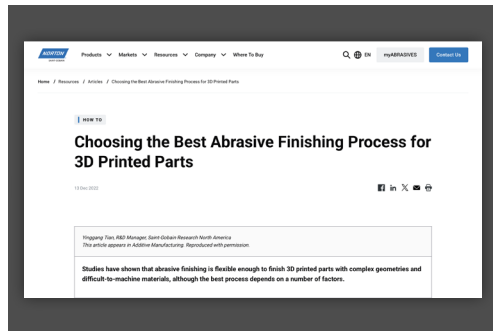 NORTON
SAINT-GOBAIN
Products Markets Resources Company Where To Buy EN myABRASIVES Contact Us
Home / Resources / Articles / Choosing the Best Abrasive Finishing Process for 3D Printed Parts
HOW TO
Choosing the Best Abrasive Finishing Process for
3D Printed Parts
13 Dec 2022
Yinggang Tian, R&D Manager, Saint-Gobain Research North America
This article appears in Additive Manufacturing. Reproduced with permission.
Studies have shown that abrasive finishing is flexible enough to finish 3D printed parts with complex geometries and
difficult-to-machine materials, although the best process depends on a number of factors.